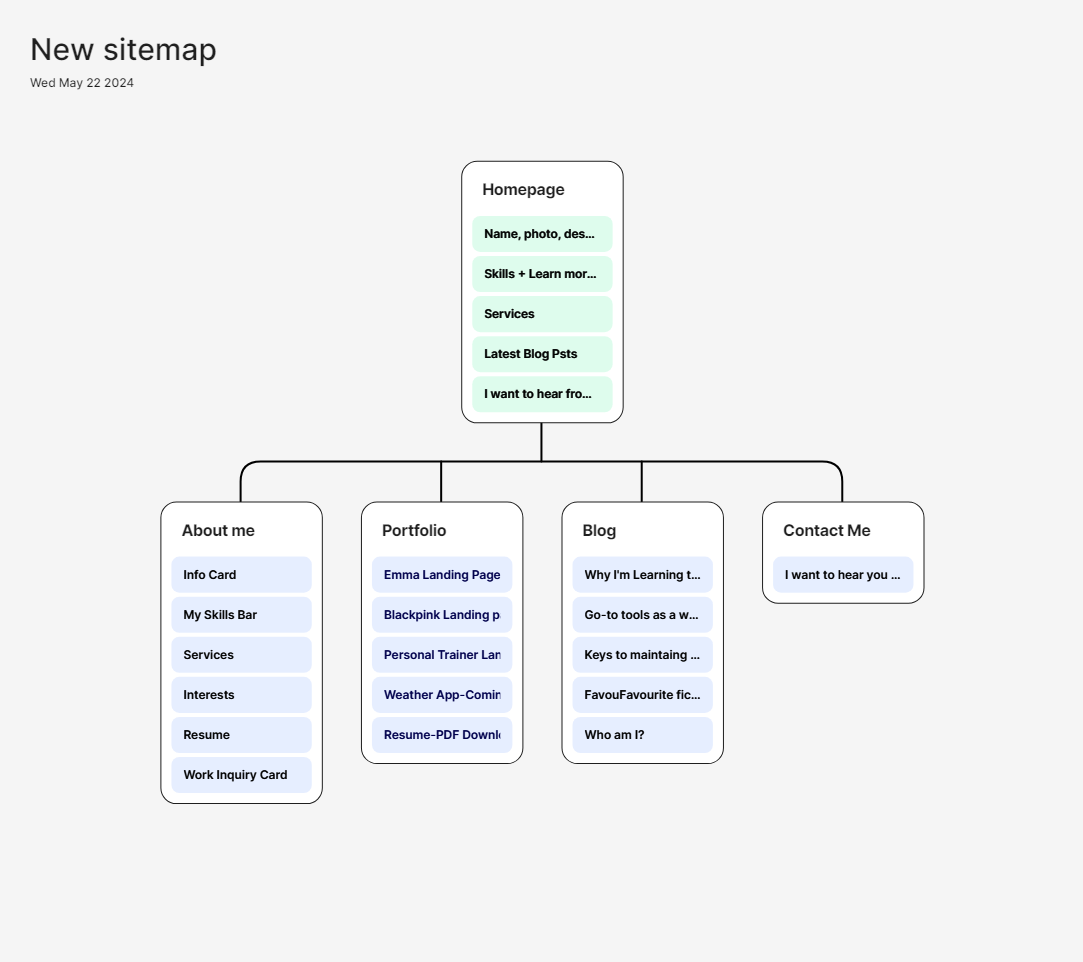 New sitemap
Wed May 22 2024
Homepage
Name, photo, des...
Skills + Learn mor...
Services
Latest Blog Psts
I want to hear fro...
About me
Info Card
My Skills Bar
Services
Interests
Resume
Work Inquiry Card
Portfolio
Emma Landing Page
Blackpink Landing p
Personal Trainer Lan
Weather App-Comin
Resume-PDF Downl
Blog
Why I'm Learning t...
Go-to tools as a w...
Keys to maintaing ...
FavouFavourite fic...
Who am I?
Contact Me
I want to hear you ...